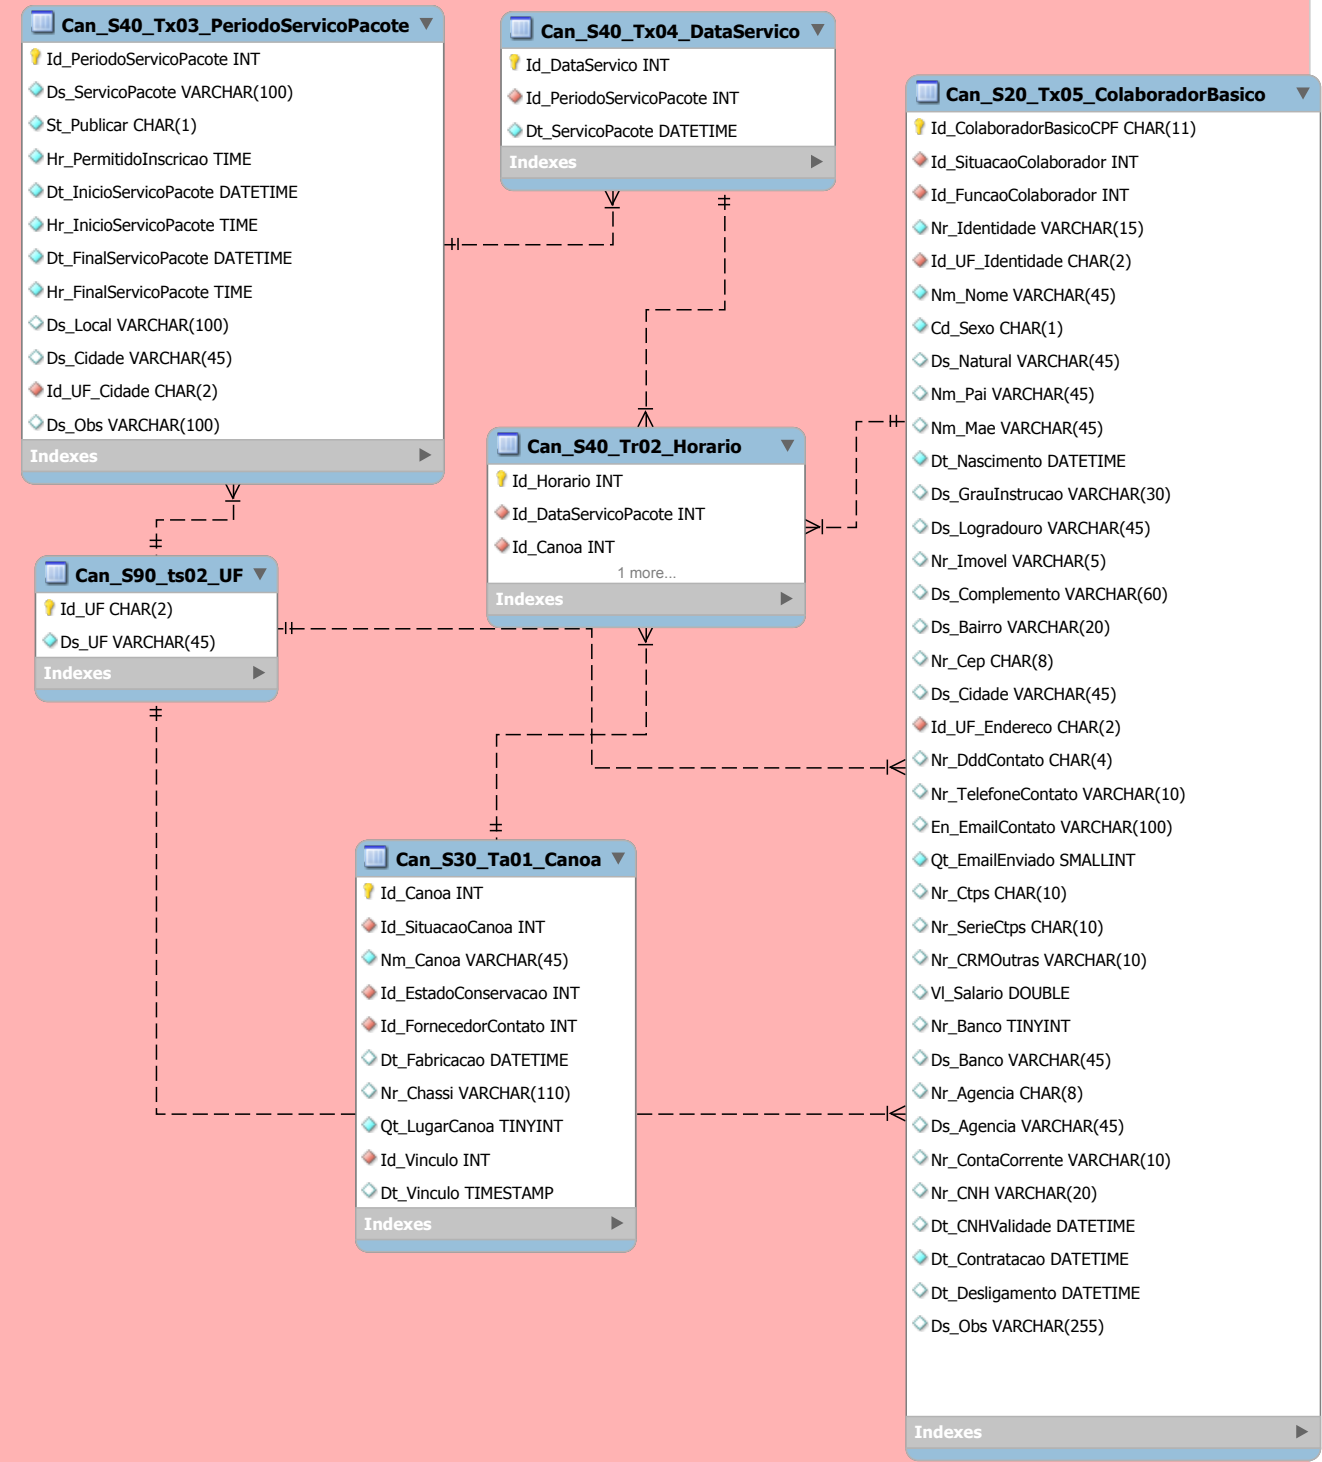 Can_S40_Tx03_PeriodoServicoPacote
Id_PeriodoServicoPacote INT
Ds_ServicoPacote VARCHAR(100)
St_Publicar CHAR(1)
Hr_PermitidoInscricao TIME
Dt_InicioServicoPacote DATETIME
Hr_InicioServicoPacote TIME
Dt_FinalServicoPacote DATETIME
Hr_FinalServicoPacote TIME
Ds_Local VARCHAR(100)
Ds_Cidade VARCHAR(45)
Id_UF_Cidade CHAR(2)
Ds_Obs VARCHAR(100)
Indexes
Can_S40_Tx04_DataServico
Id_DataServico INT
Id_PeriodoServicoPacote INT
Dt_ServicoPacote DATETIME
Indexes
Can_S20_Tx05_ColaboradorBasico
Id_ColaboradorBasicoCPF CHAR(11)
Id_SituacaoColaborador INT
Id_FuncaoColaborador INT
Nr_Identidade VARCHAR(15)
Id_UF_Identidade CHAR(2)
Nm_Nome VARCHAR(45)
Cd_Sexo CHAR(1)
Ds_Natural VARCHAR(45)
Nm_Pai VARCHAR(45)
Nm_Mae VARCHAR(45)
Dt_Nascimento DATETIME
Ds_GrauInstrucao VARCHAR(30)
Ds_Logradouro VARCHAR(45)
Nr_Imovel VARCHAR(5)
Ds_Complemento VARCHAR(60)
Ds_Bairro VARCHAR(20)
Nr_Cep CHAR(8)
Ds_Cidade VARCHAR(45)
Id_UF_Endereco CHAR(2)
Nr_DddContato CHAR(4)
Nr_TelefoneContato VARCHAR(10)
En_EmailContato VARCHAR(100)
Qt_EmailEnviado SMALLINT
Nr_Ctps CHAR(10)
Nr_SerieCtps CHAR(10)
Nr_CRMOutras VARCHAR(10)
Vl_Salario DOUBLE
Nr_Banco TINYINT
Ds_Banco VARCHAR(45)
Nr_Agencia CHAR(8)
Ds_Agencia VARCHAR(45)
Nr_ContaCorrente VARCHAR(10)
Nr_CNH VARCHAR(20)
Dt_CNHValidade DATETIME
Dt_Contratacao DATETIME
Dt_Desligamento DATETIME
Ds_Obs VARCHAR(255)
Indexes
Can_S40_Tr02_Horario
Id_Horario INT
Id_DataServicoPacote INT
Id_Canoa INT
1 more...
Indexes
Can_S90_ts02_UF
Id_UF CHAR(2)
Ds_UF VARCHAR(45)
Indexes
Can_S30_Ta01_Canoa
Id_Canoa INT
Id_SituacaoCanoa INT
Nm_Canoa VARCHAR(45)
Id_EstadoConservacao INT
Id_FornecedorContato INT
Dt_Fabricacao DATETIME
Nr_Chassi VARCHAR(110)
Qt_LugarCanoa TINYINT
Id_Vinculo INT
Dt_Vinculo TIMESTAMP
Indexes